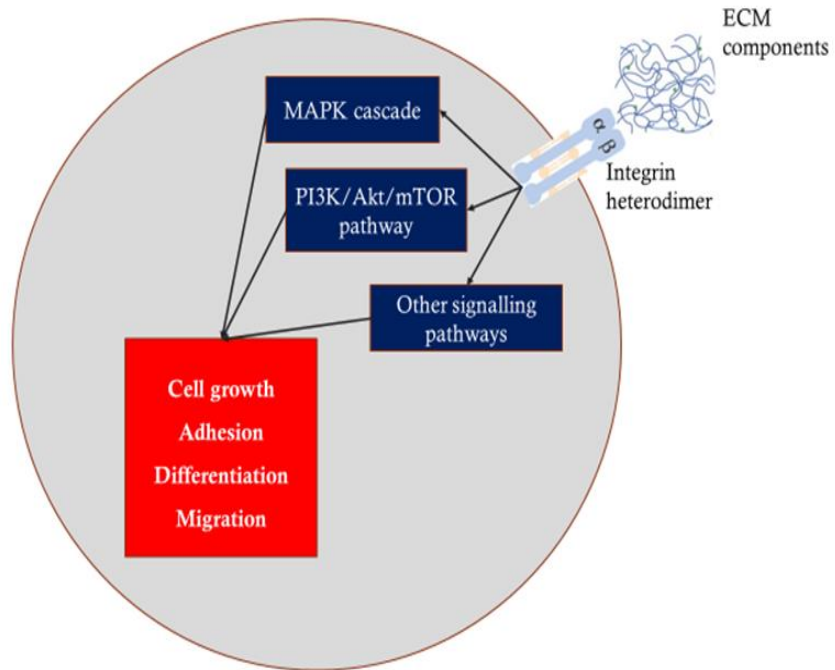 ECM
components
α
β
Integrin
heterodimer
MAPK cascade
PI3K/Akt/mTOR
pathway
Other signalling
pathways
Cell growth
Adhesion
Differentiation
Migration